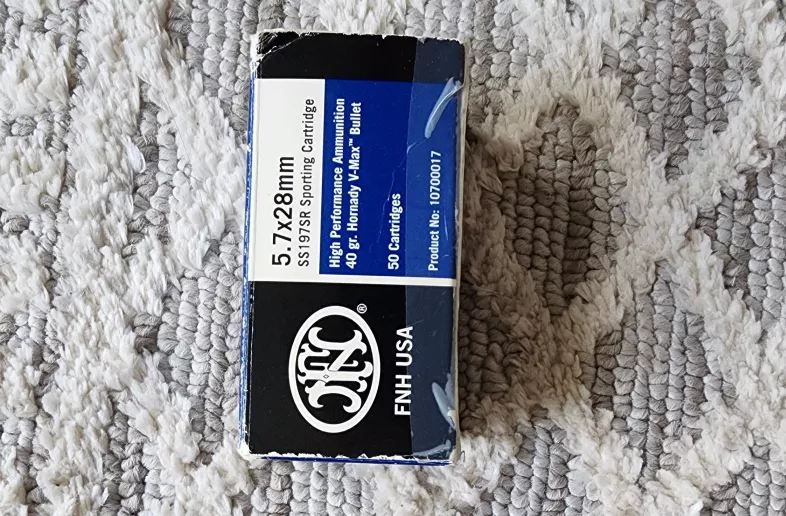 5.7x28mm
SS197SR Sporting Cartridge
High Performance Ammunition
40 gr. Hornady V-Max™ Bullet
50 Cartridges
Product No: 10700017
FN®
FNH USA